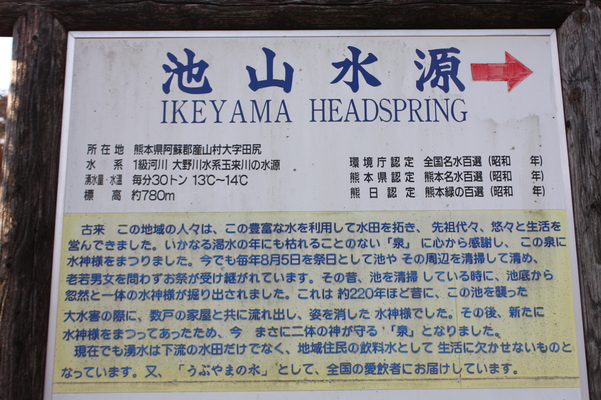 池山水源
IKEYAMA HEADSPRING
所在地 熊本県阿蘇郡産山村大字田尻
水系 1級河川 大野川水系玉来川の水源
湧水量・水温 毎分30トン 13℃〜14℃
標高 約780m
環境庁認定 全国名水百選（昭和 年）
熊本県認定 熊本名水百選（昭和 年）
熊日認定 熊本緑の百選（昭和 年）
古来 この地域の人々は、この豊富な水を利用して水田を拓き、先祖代々、悠々と生活を
営んできました。いかなる渇水の年にも枯れることのない「泉」に心から感謝し、この泉に
水神様をまつりました。今でも毎年8月5日を祭日として池や その周辺を清掃して清め、
老若男女を問わずお祭が受け継がれています。その昔、池を清掃 している時に、池底から
忽然と一体の水神様が掘り出されました。これは 約220年ほど昔に、この池を襲った
大水害の際に、数戸の家屋と共に流れ出し、姿を消した 水神様でした。その後、新たに
水神様をまつってあったため、今 まさに二体の神が守る「泉」となりました。
現在でも湧水は下流の水田だけでなく、地域住民の飲料水として 生活に欠かせないものと
なっています。又、「うぶやまの水」として、全国の愛飲者にお届けしています。